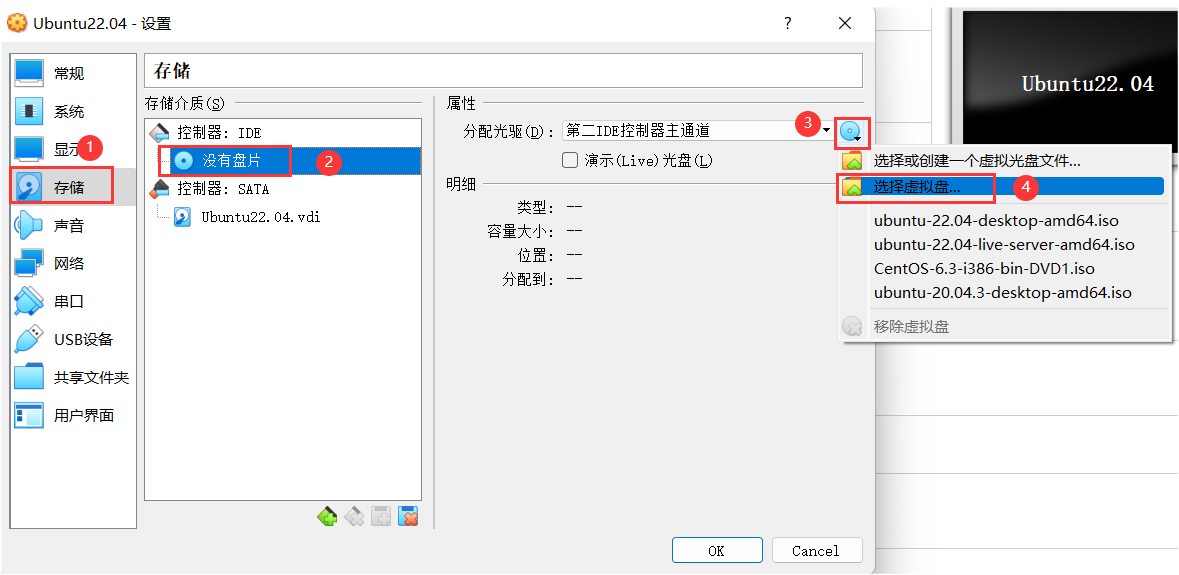 Ubuntu22.04 - 设置
?
常规
系统
显示
1
存储
声音
网络
串口
USB设备
共享文件夹
用户界面
存储
存储介质(S)
控制器: IDE
没有盘片
2
控制器: SATA
Ubuntu22.04.vdi
属性
分配光驱(D): 第二IDE控制器主通道
3
演示(Live)光盘(L)
明细
类型: --
容量大小: --
位置: --
分配到: --
OK
Cancel
Ubuntu22.04
选择或创建一个虚拟光盘文件...
选择虚拟盘...
4
ubuntu-22.04-desktop-amd64.iso
ubuntu-22.04-live-server-amd64.iso
CentOS-6.3-i386-bin-DVD1.iso
ubuntu-20.04.3-desktop-amd64.iso
移除虚拟盘